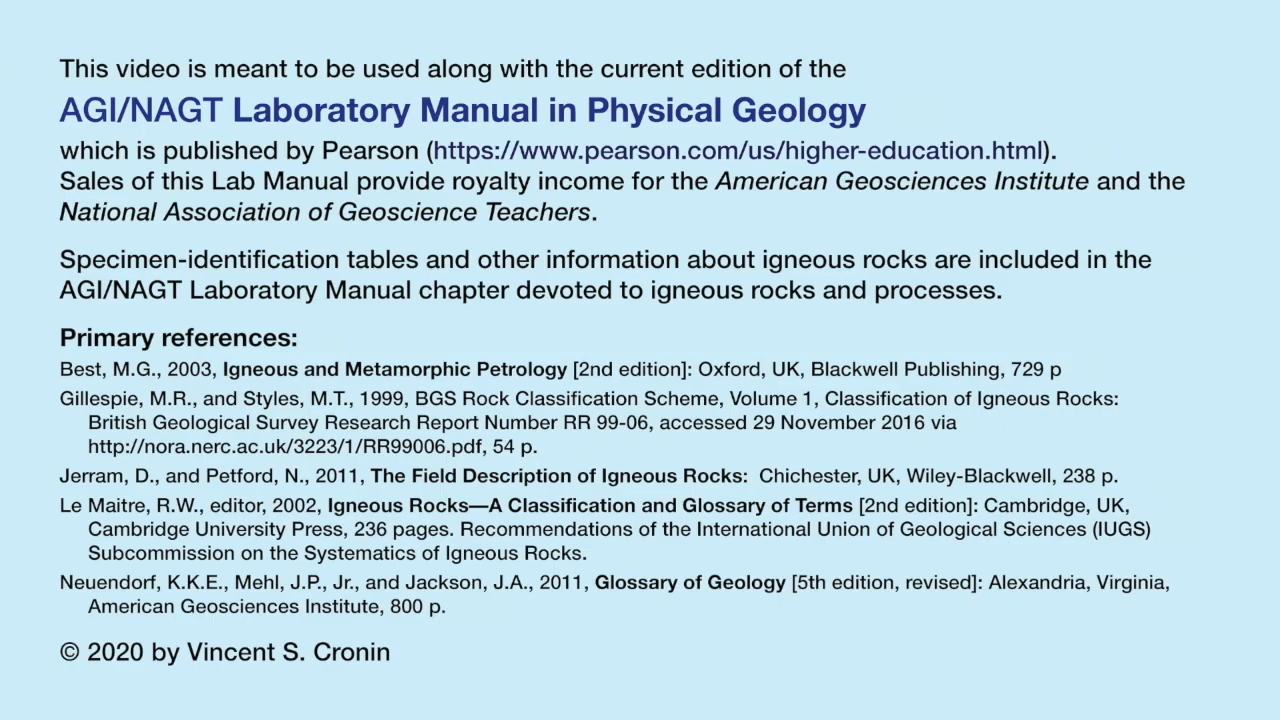 This video is meant to be used along with the current edition of the
AGI/NAGT Laboratory Manual in Physical Geology
which is published by Pearson (https://www.pearson.com/us/higher-education.html).
Sales of this Lab Manual provide royalty income for the American Geosciences Institute and the
National Association of Geoscience Teachers.
Specimen-identification tables and other information about igneous rocks are included in the
AGI/NAGT Laboratory Manual chapter devoted to igneous rocks and processes.
Primary references:
Best, M.G., 2003, Igneous and Metamorphic Petrology [2nd edition]: Oxford, UK, Blackwell Publishing, 729 p
Gillespie, M.R., and Styles, M.T., 1999, BGS Rock Classification Scheme, Volume 1, Classification of Igneous Rocks:
British Geological Survey Research Report Number RR 99-06, accessed 29 November 2016 via
http://nora.nerc.ac.uk/3223/1/RR99006.pdf, 54 p.
Jerram, D., and Petford, N., 2011, The Field Description of Igneous Rocks: Chichester, UK, Wiley-Blackwell, 238 p.
Le Maitre, R.W., editor, 2002, Igneous Rocks—A Classification and Glossary of Terms [2nd edition]: Cambridge, UK,
Cambridge University Press, 236 pages. Recommendations of the International Union of Geological Sciences (IUGS)
Subcommission on the Systematics of Igneous Rocks.
Neuendorf, K.K.E., Mehl, J.P., Jr., and Jackson, J.A., 2011, Glossary of Geology [5th edition, revised]: Alexandria, Virginia,
American Geosciences Institute, 800 p.
© 2020 by Vincent S. Cronin